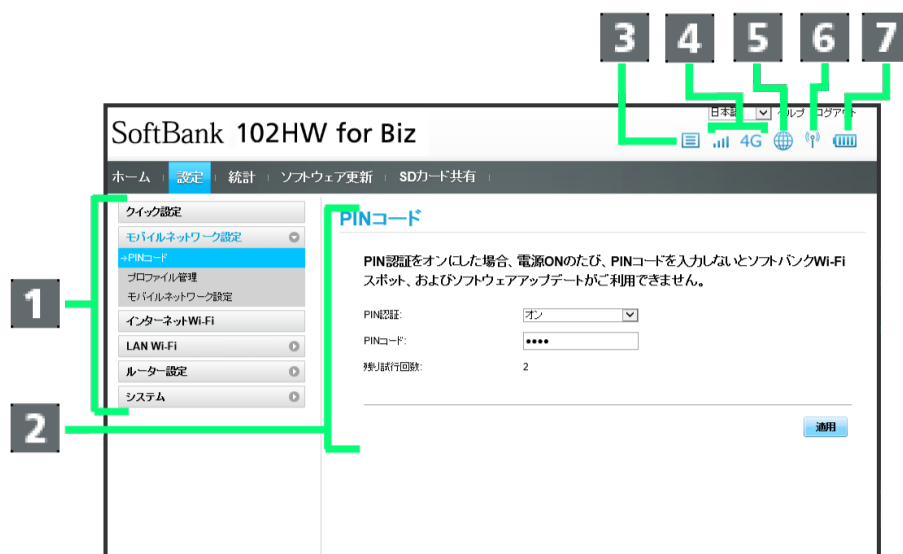 3 4 5 6 7
日本語 ヘルプ ログアウト
SoftBank 102HW for Biz
4G
ホーム 設定 統計 ソフトウェア更新 SDカード共有
1
クイック設定
モバイルネットワーク設定
→PINコード
プロファイル管理
モバイルネットワーク設定
インターネットWi-Fi
LAN Wi-Fi
ルーター設定
システム
2
PINコード
PIN認証をオンにした場合、電源ONのたび、PINコードを入力しないとソフトバンクWi-Fi
スポット、およびソフトウェアアップデートがご利用できません。
PIN認証: オン
PINコード: ••••
残り試行回数: 2
適用